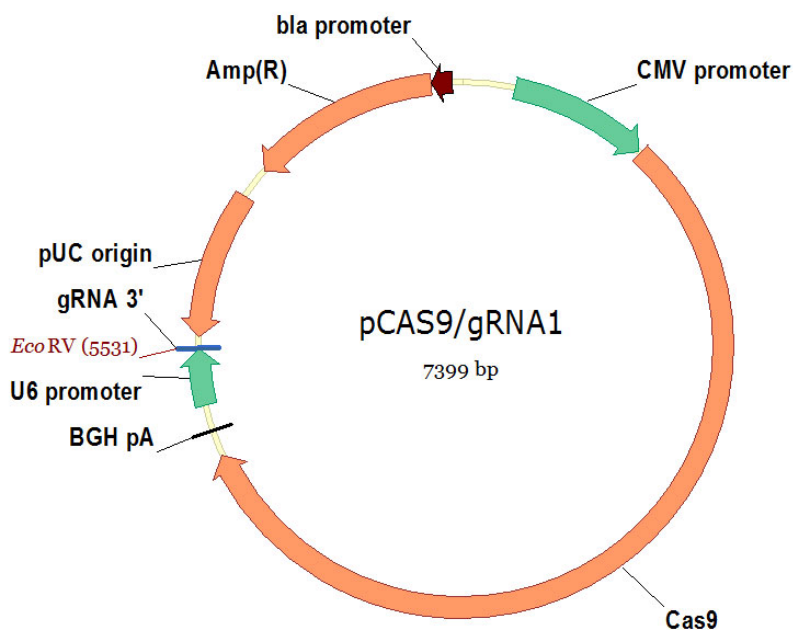 bla promoter
Amp(R)
CMV promoter
pUC origin
gRNA 3'
EcoRV (5531)
U6 promoter
BGH pA
pCAS9/gRNA1
7399 bp
Cas9